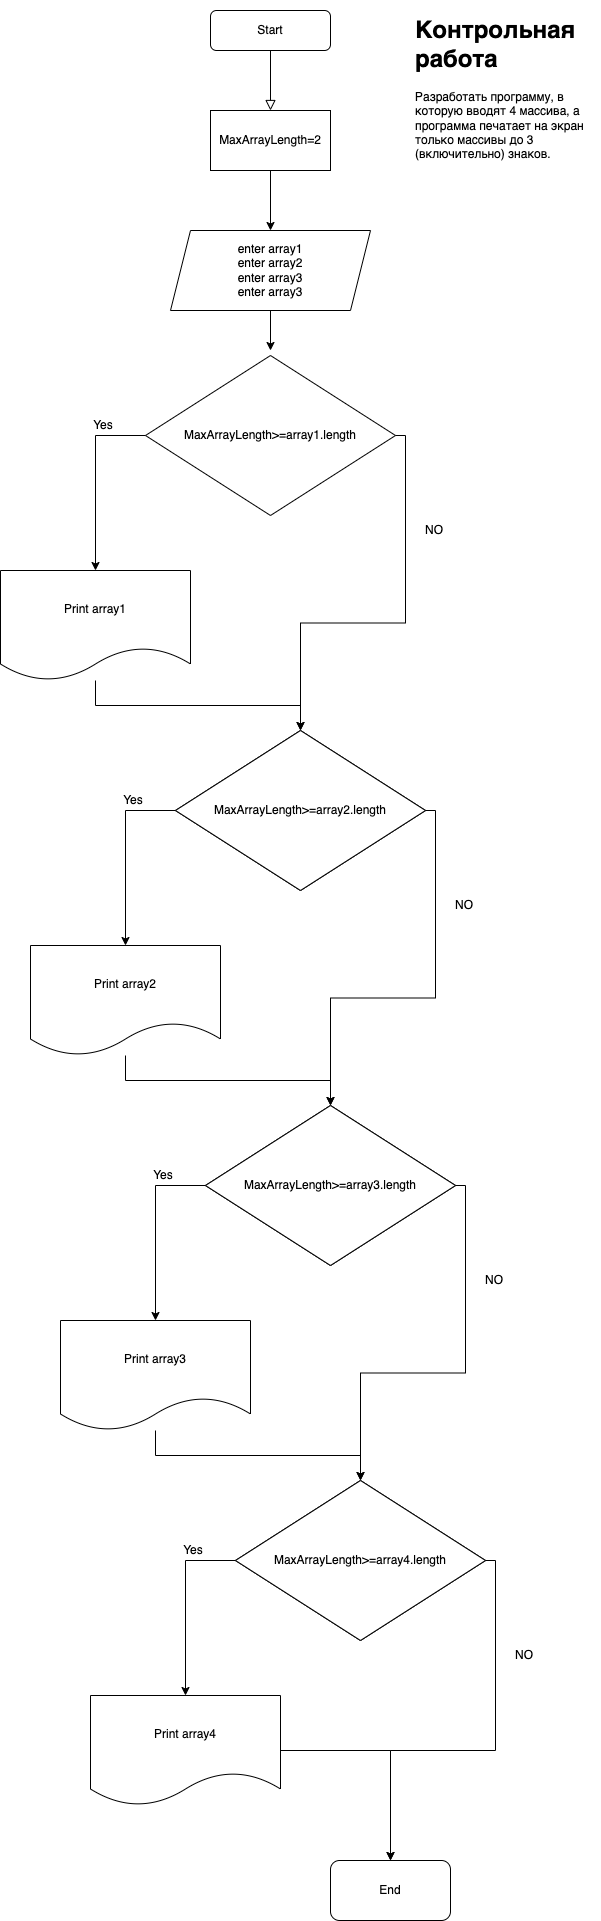 Start
Контрольная
работа
Разработать программу, в
которую вводят 4 массива, а
программа печатает на экран
только массивы до 3
(включительно) знаков.
MaxArrayLength=2
enter array1
enter array2
enter array3
enter array3
MaxArrayLength>=array1.length
Yes
NO
Print array1
MaxArrayLength>=array2.length
Yes
NO
Print array2
MaxArrayLength>=array3.length
Yes
NO
Print array3
MaxArrayLength>=array4.length
Yes
NO
Print array4
End